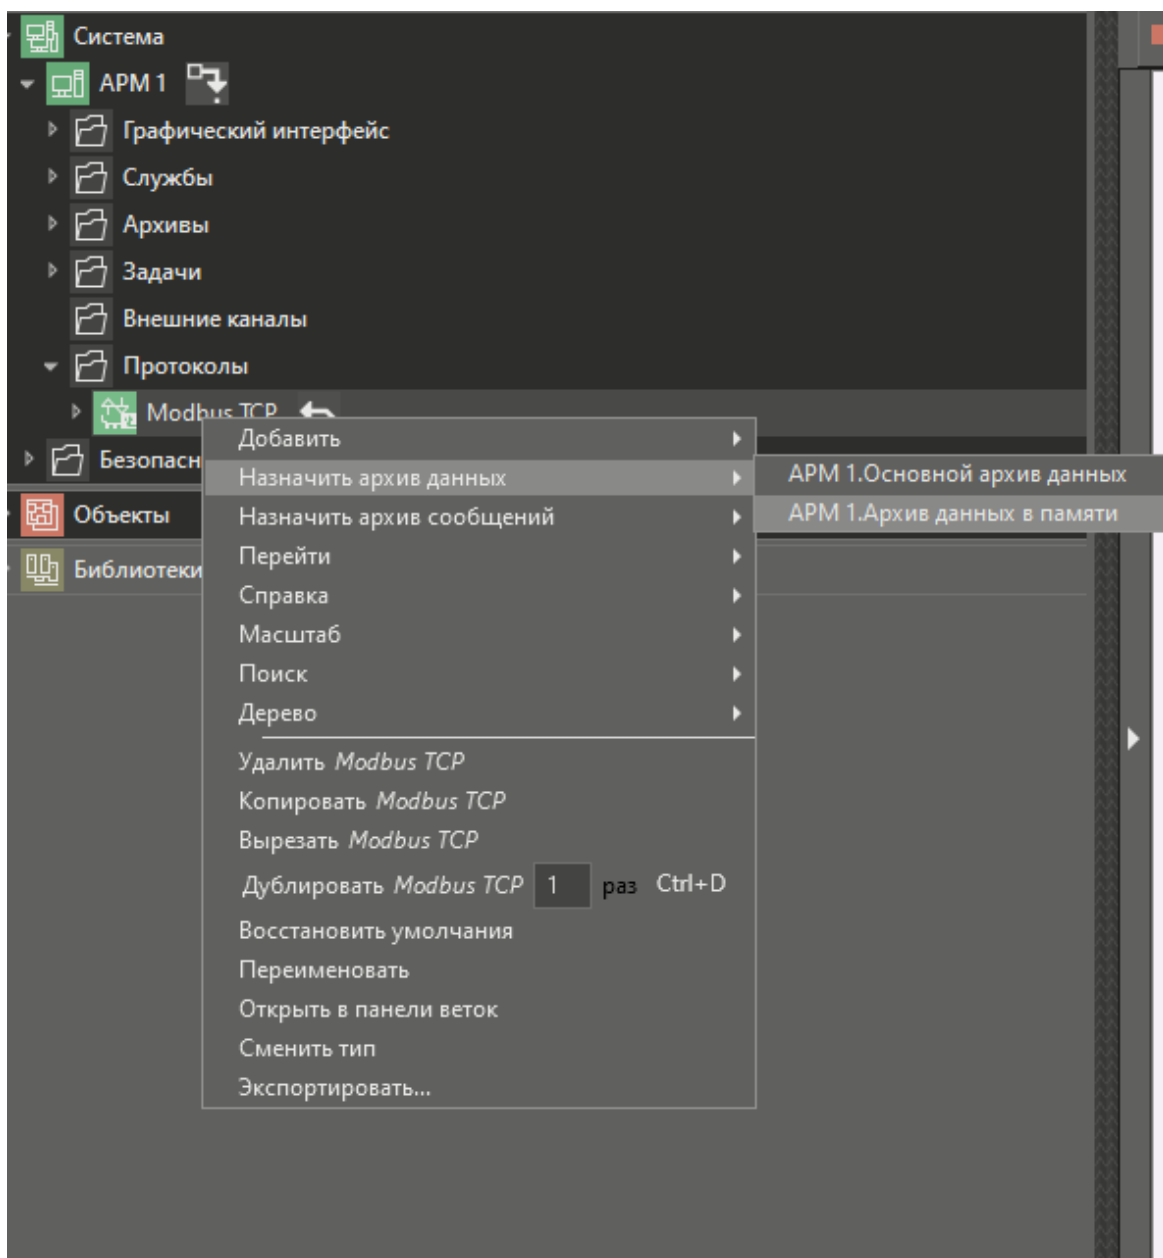 Система
АРМ 1
Графический интерфейс
Службы
Архивы
Задачи
Внешние каналы
Протоколы
Modbus TCP
Безопасн
Объекты
Библиотеки
Добавить
Назначить архив данных
АРМ 1.Основной архив данных
АРМ 1.Архив данных в памяти
Назначить архив сообщений
Перейти
Справка
Масштаб
Поиск
Дерево
Удалить Modbus TCP
Копировать Modbus TCP
Вырезать Modbus TCP
Дублировать Modbus TCP 1 раз Ctrl+D
Восстановить умолчания
Переименовать
Открыть в панели веток
Сменить тип
Экспортировать...